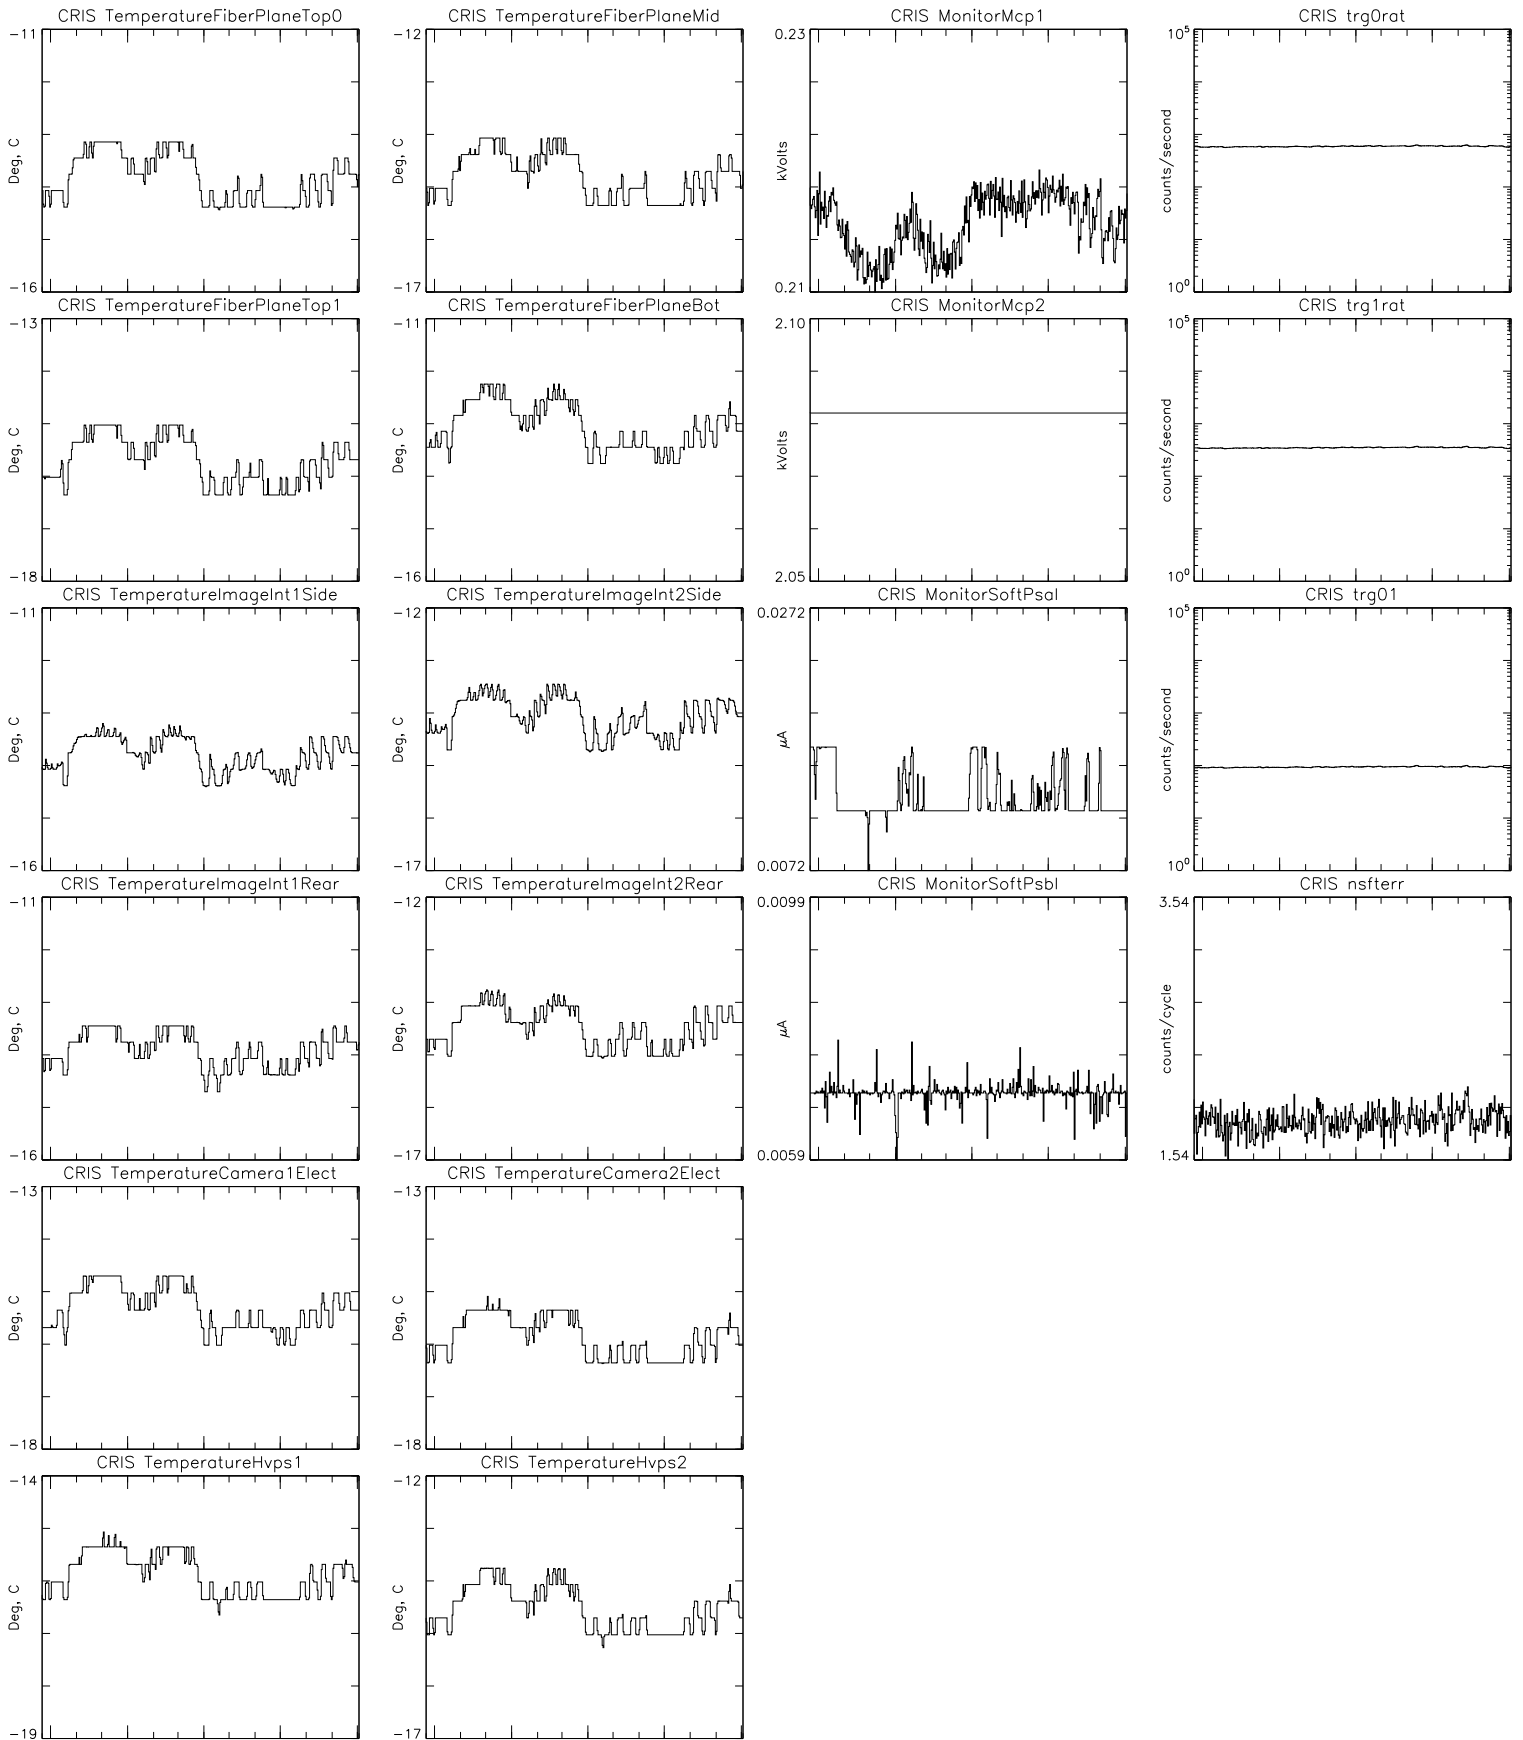 CRIS TemperatureFiberPlaneTop0
-11
Deg, C
-16
CRIS TemperatureFiberPlaneMid
-12
Deg, C
-17
CRIS MonitorMcp1
0.23
kVolts
0.21
CRIS trg0rat
10^5
counts/second
10^0
CRIS TemperatureFiberPlaneTop1
-13
Deg, C
-18
CRIS TemperatureFiberPlaneBot
-11
Deg, C
-16
CRIS MonitorMcp2
2.10
kVolts
2.05
CRIS trg1rat
10^5
counts/second
10^0
CRIS TemperatureImageInt1Side
-11
Deg, C
-16
CRIS TemperatureImageInt2Side
-12
Deg, C
-17
CRIS MonitorSoftPsaI
0.0272
μA
0.0072
CRIS trg01
10^5
counts/second
10^0
CRIS TemperatureImageInt1Rear
-11
Deg, C
-16
CRIS TemperatureImageInt2Rear
-12
Deg, C
-17
CRIS MonitorSoftPsbI
0.0099
μA
0.0059
CRIS nsfterr
3.54
counts/cycle
1.54
CRIS TemperatureCamera1Elect
-13
Deg, C
-18
CRIS TemperatureCamera2Elect
-13
Deg, C
-18
CRIS TemperatureHvps1
-14
Deg, C
-19
CRIS TemperatureHvps2
-12
Deg, C
-17